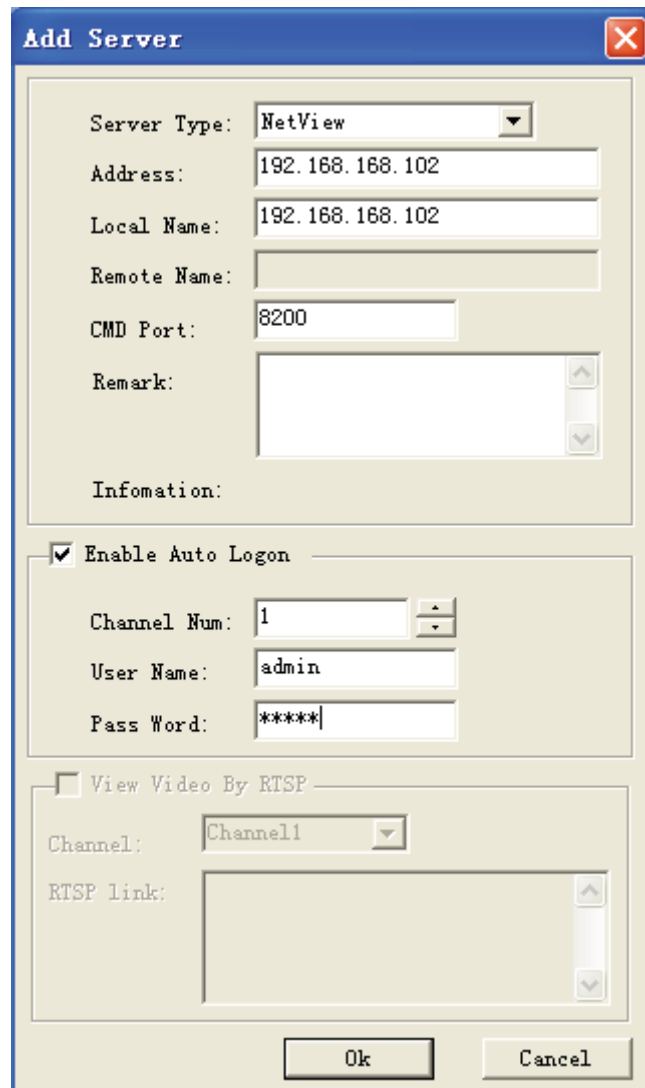 Add Server
Server Type: NetView
Address: 192.168.168.102
Local Name: 192.168.168.102
Remote Name:
CMD Port: 8200
Remark:
Infomation:
Enable Auto Logon
Channel Num: 1
User Name: admin
Pass Word: *****
View Video By RTSP
Channel: Channel1
RTSP link:
Ok Cancel